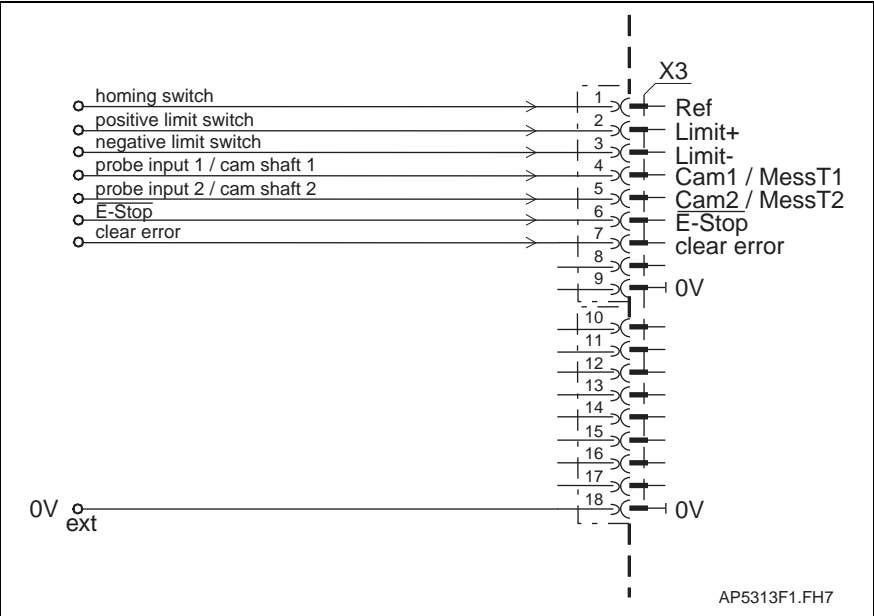 X3
homing switch 1 Ref
positive limit switch 2 Limit+
negative limit switch 3 Limit-
probe input 1 / cam shaft 1 4 Cam1 / MessT1
probe input 2 / cam shaft 2 5 Cam2 / MessT2
E-Stop 6 E-Stop
clear error 7 clear error
8
9 0V
10
11
12
13
14
15
16
17
0V ext 18 0V
AP5313F1.FH7